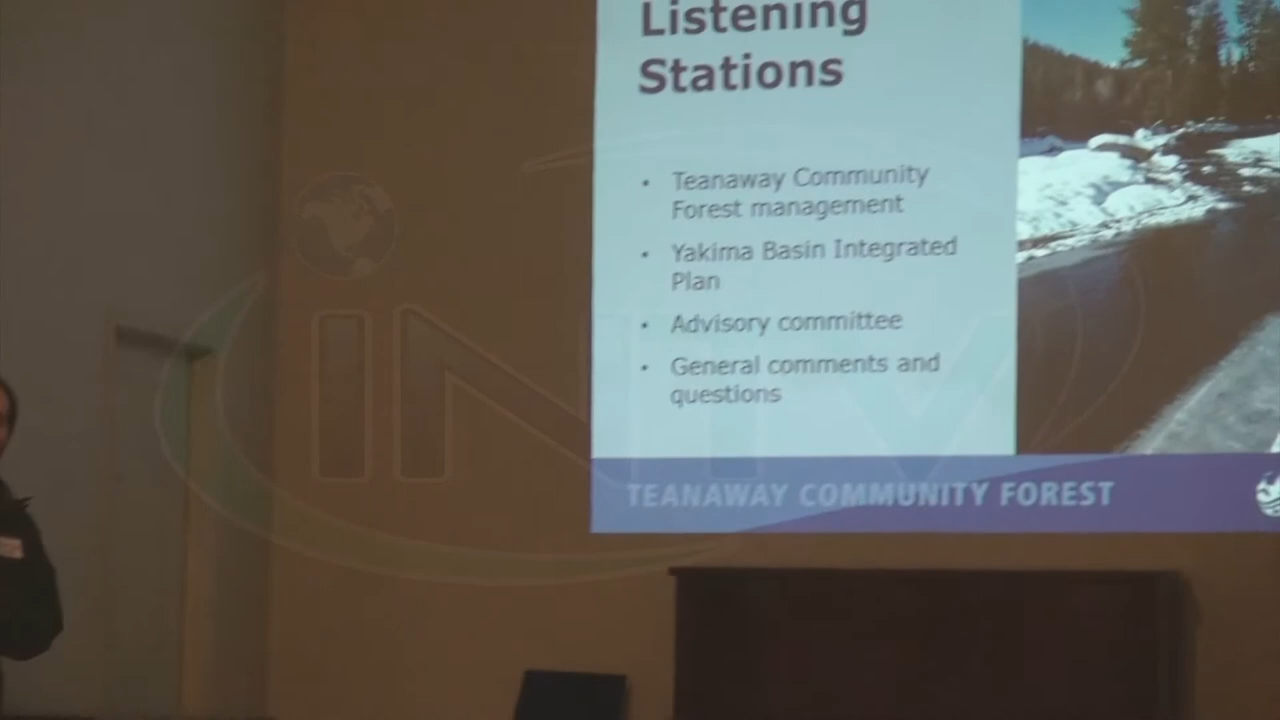 Listening
Stations
• Teanaway Community
Forest management
• Yakima Basin Integrated
Plan
• Advisory committee
• General comments and
questions
TEANAWAY COMMUNITY FOREST
iNTV